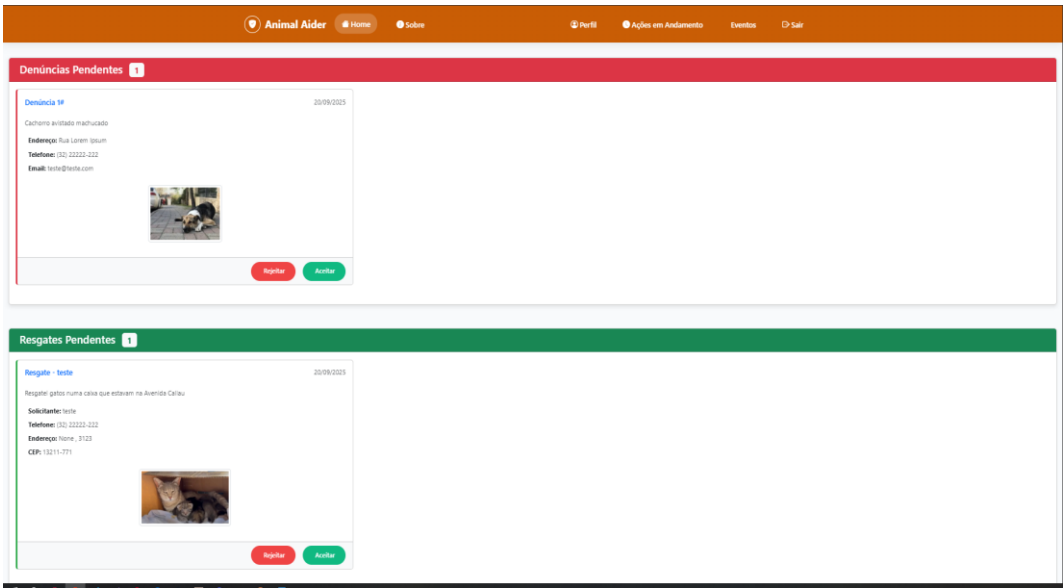 Animal Aider Home Sobre Perfil Ações em Andamento Eventos Sair
Denúncias Pendentes 1
Denúncia 1# 20/09/2025
Cachorro avistado machucado
Endereço: Rua Lorem Ipsum
Telefone: (32) 22222-222
Email: teste@teste.com
Rejeitar Aceitar
Resgates Pendentes 1
Resgate - teste 20/09/2025
Resgatei gatos numa caixa que estavam na Avenida Callau
Solicitante: teste
Telefone: (32) 22222-222
Endereço: None , 3123
CEP: 13211-771
Rejeitar Aceitar